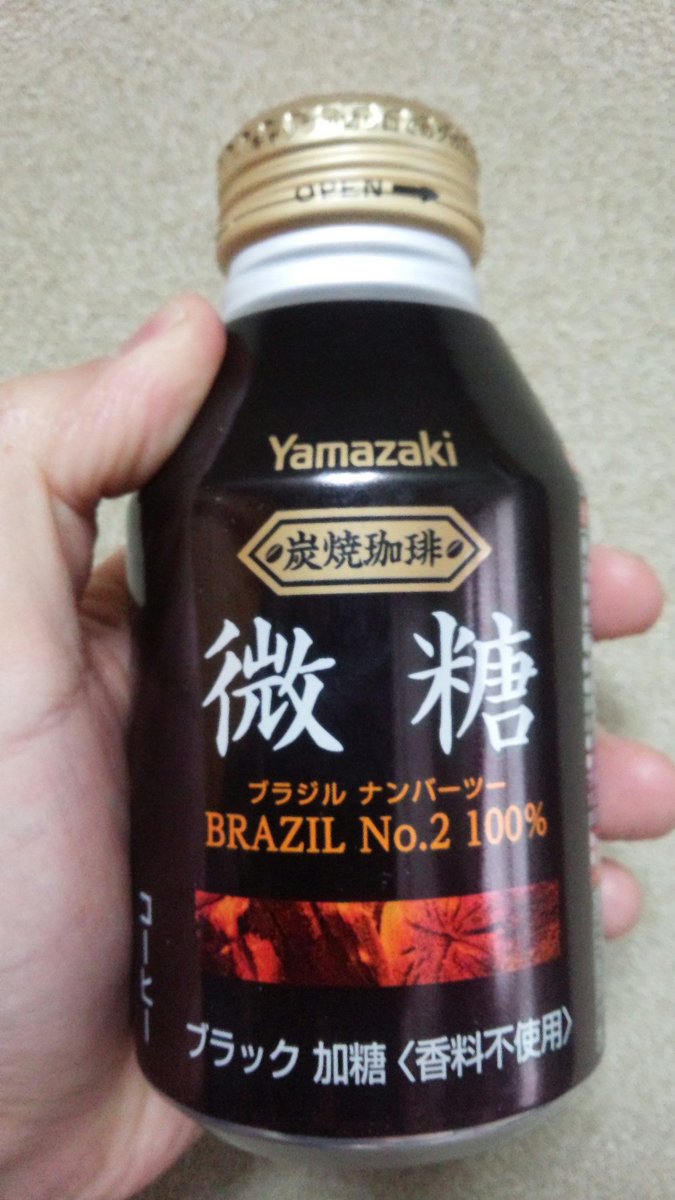 OPEN
Yamazaki
炭焼珈琲
微糖
ブラジル ナンバーツー
BRAZIL No.2 100%
コーヒー
ブラック 加糖〈香料不使用〉